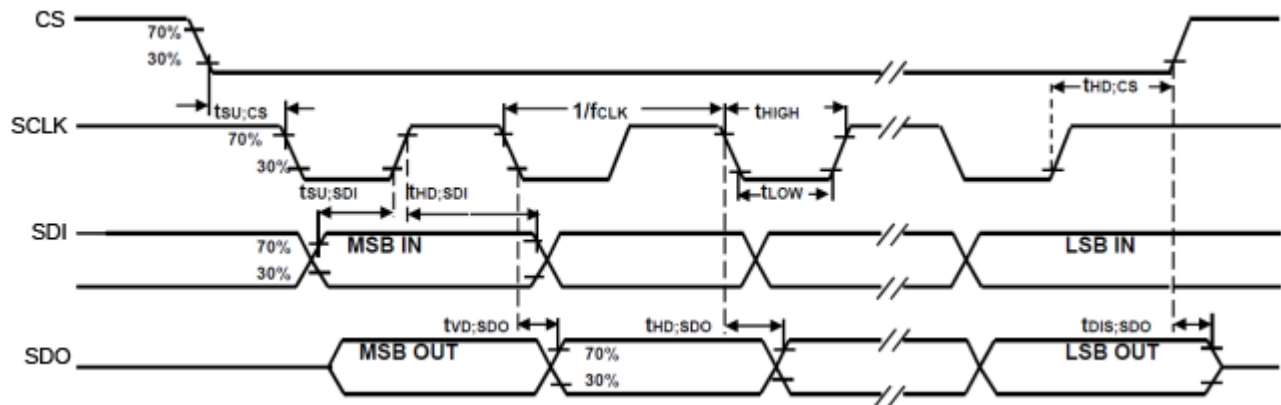 CS
70%
30%
tSU;CS
1/fCLK
tHIGH
tHD;CS
SCLK
70%
30%
tSU;SDI
tHD;SDI
tLOW
SDI
70%
30%
MSB IN
LSB IN
tVD;SDO
tHD;SDO
tDIS;SDO
SDO
MSB OUT
70%
30%
LSB OUT